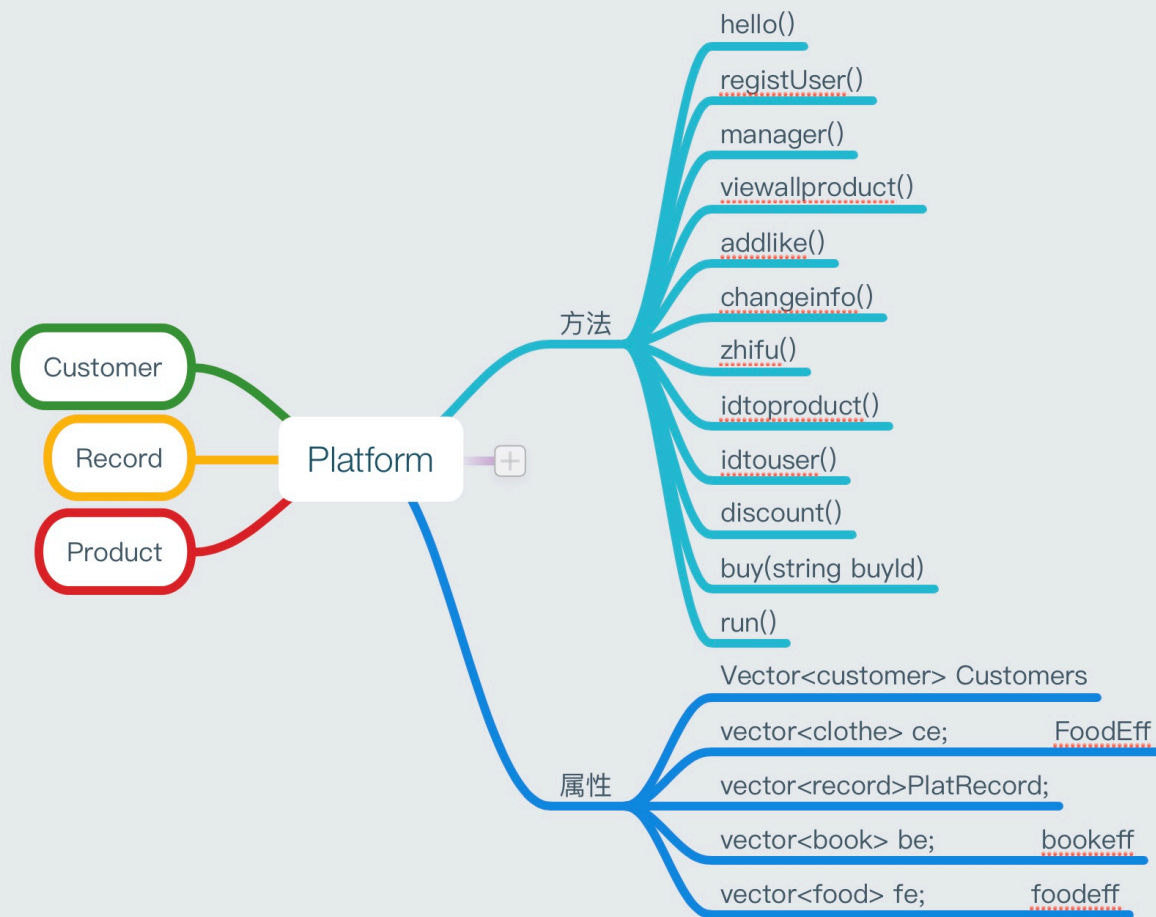 Customer
Record
Product
Platform
方法
hello()
registUser()
manager()
viewallproduct()
addlike()
changeinfo()
zhifu()
idtoproduct()
idtouser()
discount()
buy(string buyId)
run()
属性
Vector<customer> Customers
vector<clothe> ce; FoodEff
vector<record>PlatRecord;
vector<book> be; bookeff
vector<food> fe; foodeff